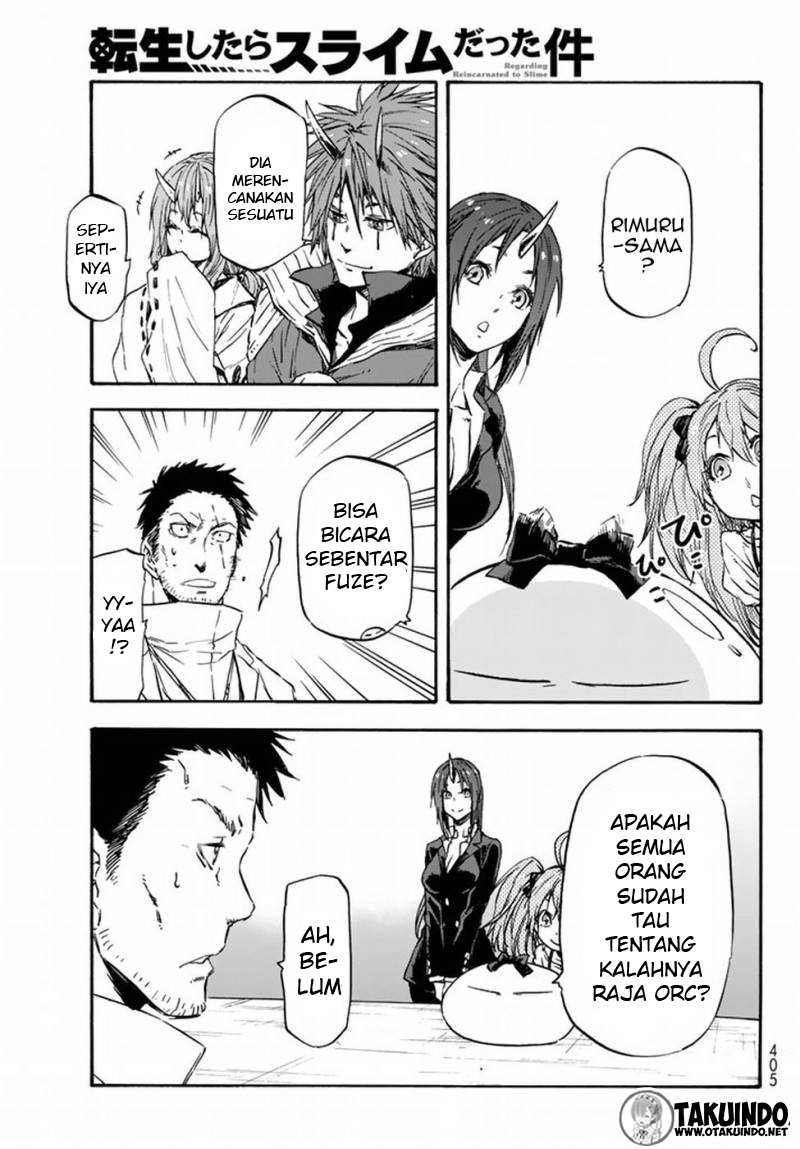 転生したらスライムだった件
Regarding
Reincarnated to Slime
RIMURU
-SAMA
?
ぴ
ぴ
DIA
MEREN-
CANAKAN
SESUATU
SEP-
ERTI-
NYA
IYA
BISA
BICARA
SEBENTAR
FUZE?
YY-
YAA
!?
APAKAH
SEMUA
ORANG
SUDAH
TAU
TENTANG
KALAHNYA
RAJA ORC?
AH,
BE-
LUM
405
OTAKUINDO
WWW.OTAKUINDO.NET